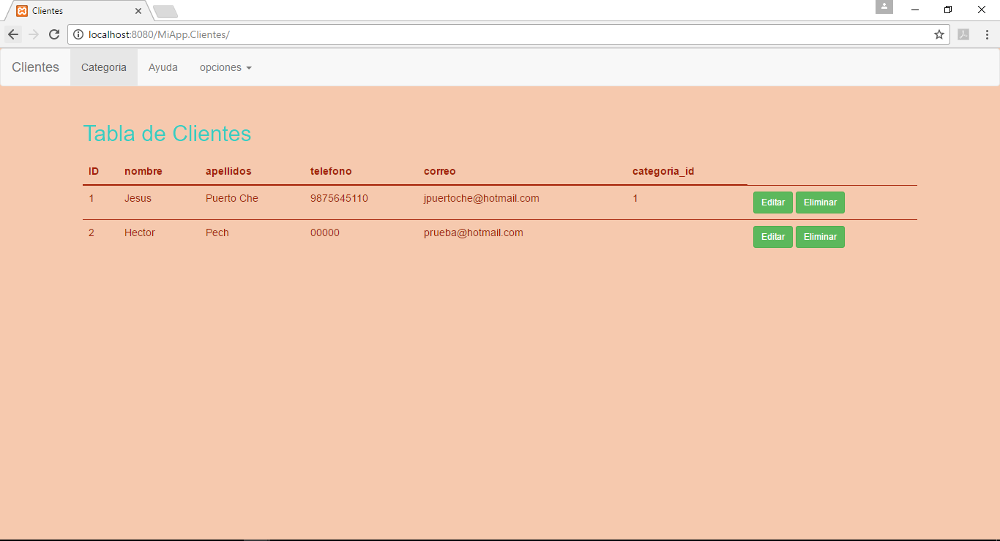 Clientes
localhost:8080/MiApp.Clientes/
Clientes Categoria Ayuda opciones
Tabla de Clientes
ID nombre apellidos telefono correo categoria_id
1 Jesus Puerto Che 9875645110 jpuertoche@hotmail.com 1 Editar Eliminar
2 Hector Pech 00000 prueba@hotmail.com Editar Eliminar